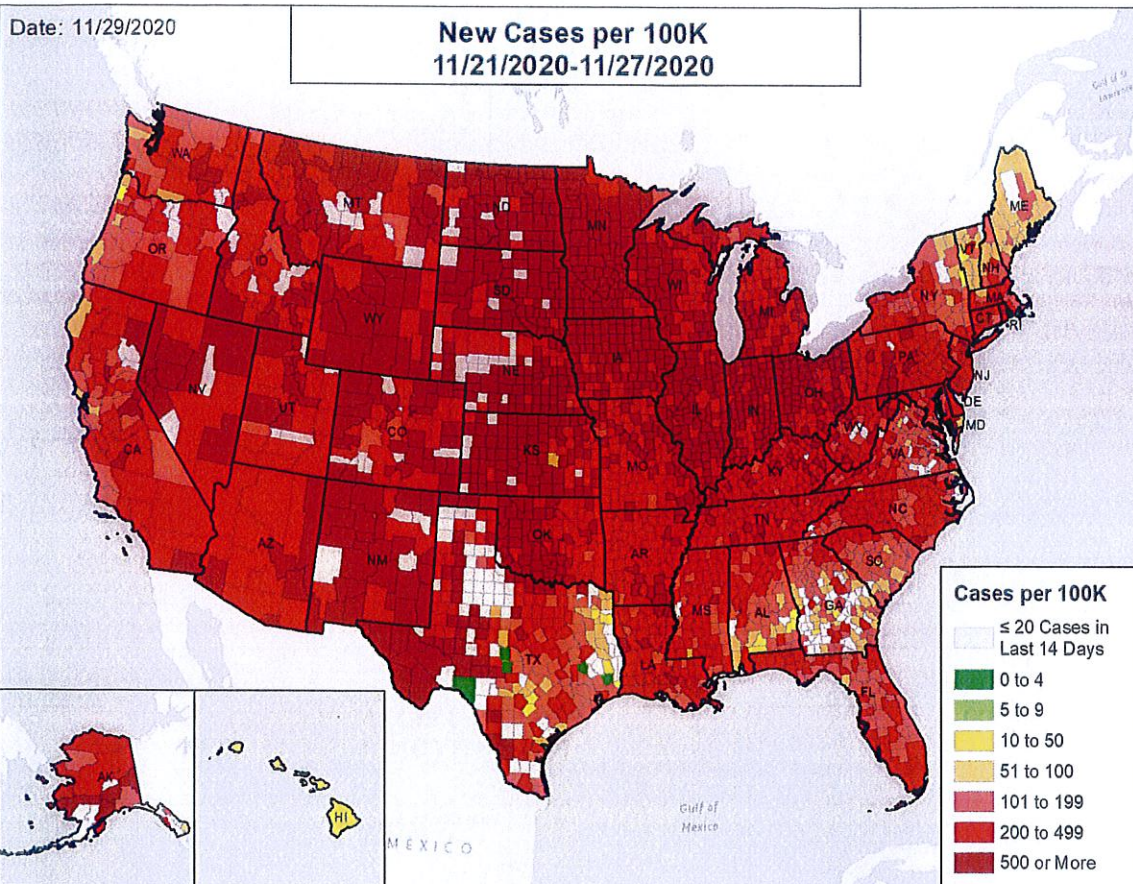 Date: 11/29/2020
New Cases per 100K
11/21/2020-11/27/2020
Gulf of St
Lawrence
WA
MT
ND
MN
ME
OR
ID
SD
WI
MI
VT
NH
NY
MA
CT
RI
WY
IA
PA
NJ
NE
NV
UT
CO
IL
IN
OH
DE
MD
WV
VA
CA
KS
MO
KY
NC
TN
AZ
NM
OK
AR
SC
MS
AL
GA
TX
LA
FL
AK
HI
MEXICO
Gulf of
Mexico
Cases per 100K
≤ 20 Cases in
Last 14 Days
0 to 4
5 to 9
10 to 50
51 to 100
101 to 199
200 to 499
500 or More